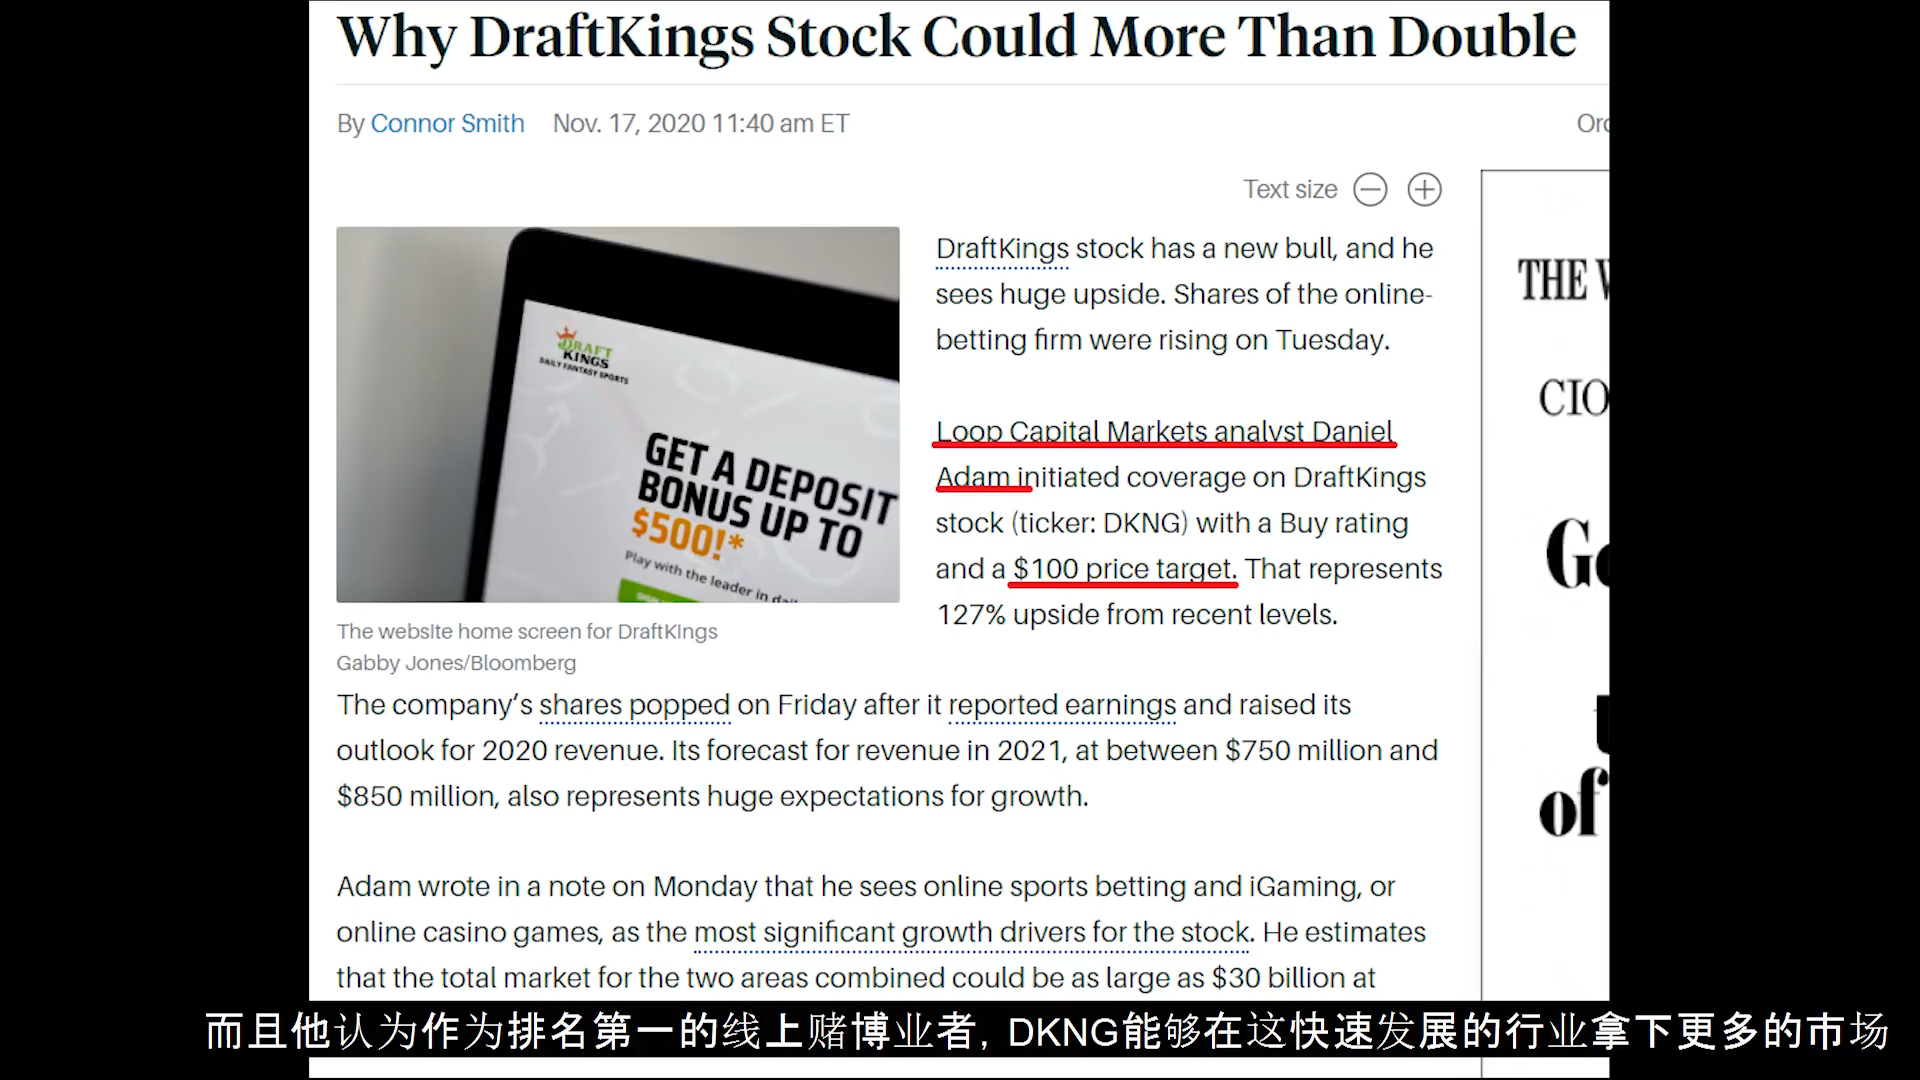 Why DraftKings Stock Could More Than Double
By Connor Smith Nov. 17, 2020 11:40 am ET
Text size
DRAFT
KINGS
DAILY FANTASY SPORTS
GET A DEPOSIT
BONUS UP TO
$500!*
Play with the leader in
The website home screen for DraftKings
Gabby Jones/Bloomberg
DraftKings stock has a new bull, and he
sees huge upside. Shares of the online-
betting firm were rising on Tuesday.
Loop Capital Markets analyst Daniel
Adam initiated coverage on DraftKings
stock (ticker: DKNG) with a Buy rating
and a $100 price target. That represents
127% upside from recent levels.
The company’s shares popped on Friday after it reported earnings and raised its
outlook for 2020 revenue. Its forecast for revenue in 2021, at between $750 million and
$850 million, also represents huge expectations for growth.
Adam wrote in a note on Monday that he sees online sports betting and iGaming, or
online casino games, as the most significant growth drivers for the stock. He estimates
that the total market for the two areas combined could be as large as $30 billion at
THE
CIO
of
而且他认为作为排名第一的线上赌博业者，DKNG能够在这快速发展的行业拿下更多的市场